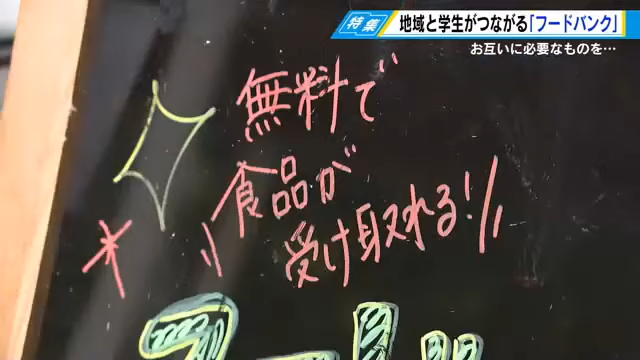 特集
地域と学生がつながる「フードバンク」
お互いに必要なものを…
無料で
食品が
受け取れる!!